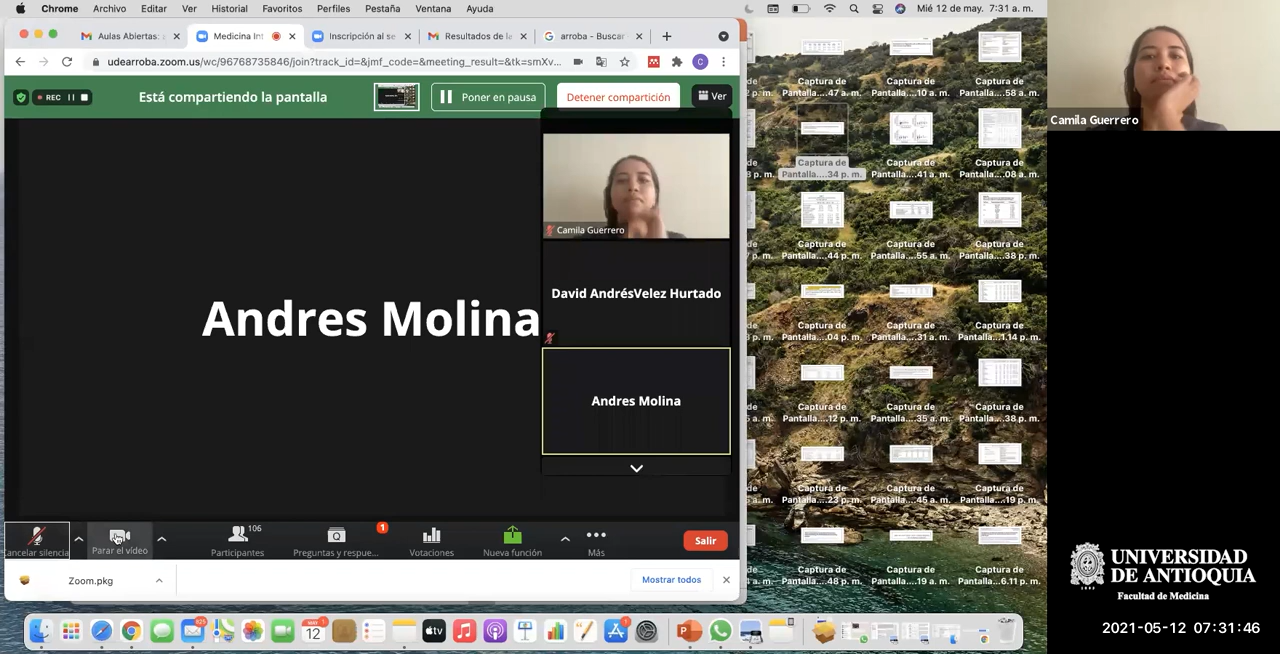 Chrome Archivo Editar Ver Historial Favoritos Perfiles Pestaña Ventana Ayuda
Mié 12 de may. 7:31 a. m.
Aulas Abiertas:
Medicina Int
Inscripción al se
Resultados de la
arroba - Buscar
udearroba.zoom.us/wc/96768735846/join?track_id=&jmf_code=&meeting_result=&tk=smXv...
C
REC
Está compartiendo la pantalla
Poner en pausa
Detener compartición
Ver
Camila Guerrero
David AndrésVelez Hurtado
Andres Molina
Andres Molina
Cancelar silencia
Parar el vídeo
106
Participantes
1
Preguntas y respue...
Votaciones
Nueva función
Más
Salir
Zoom.pkg
Mostrar todos
Captura de Pantalla....47 a. m.
Captura de Pantalla....10 a. m.
Captura de Pantalla....58 a. m.
Captura de Pantalla....34 p. m.
Captura de Pantalla....41 a. m.
Captura de Pantalla....08 a. m.
Captura de Pantalla....44 p. m.
Captura de Pantalla....55 a. m.
Captura de Pantalla....38 p. m.
Captura de Pantalla....04 p. m.
Captura de Pantalla....31 a. m.
Captura de Pantalla...1.14 p. m.
Captura de Pantalla....12 p. m.
Captura de Pantalla....35 a. m.
Captura de Pantalla....38 p. m.
Captura de Pantalla....23 p. m.
Captura de Pantalla....45 a. m.
Captura de Pantalla....19 p. m.
Captura de Pantalla....48 p. m.
Captura de Pantalla....19 a. m.
Captura de Pantalla...6.11 p. m.
12
tv
Camila Guerrero
UNIVERSIDAD
DE ANTIOQUIA
Facultad de Medicina
2021-05-12 07:31:46